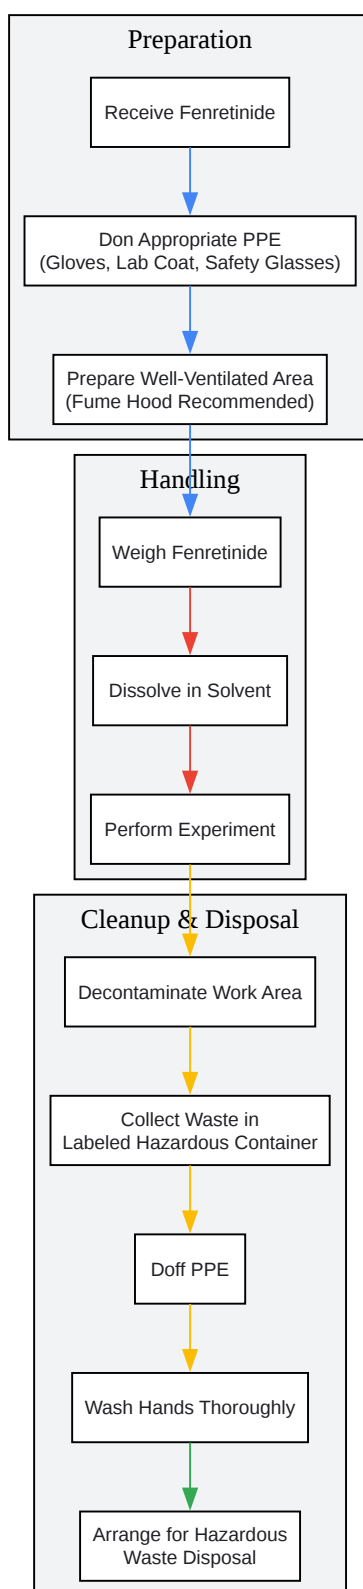 Preparation
Receive Fenretinide
Don Appropriate PPE
(Gloves, Lab Coat, Safety Glasses)
Prepare Well-Ventilated Area
(Fume Hood Recommended)
Handling
Weigh Fenretinide
Dissolve in Solvent
Perform Experiment
Cleanup & Disposal
Decontaminate Work Area
Collect Waste in
Labeled Hazardous Container
Doff PPE
Wash Hands Thoroughly
Arrange for Hazardous
Waste Disposal